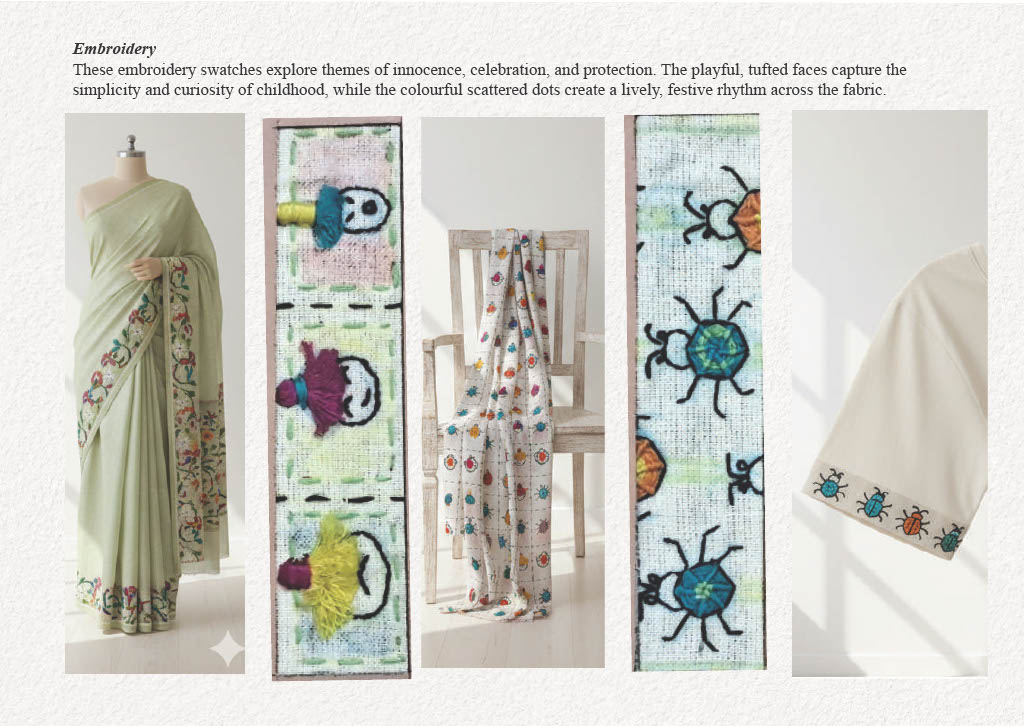 Embroidery
These embroidery swatches explore themes of innocence, celebration, and protection. The playful, tufted faces capture the
simplicity and curiosity of childhood, while the colourful scattered dots create a lively, festive rhythm across the fabric.